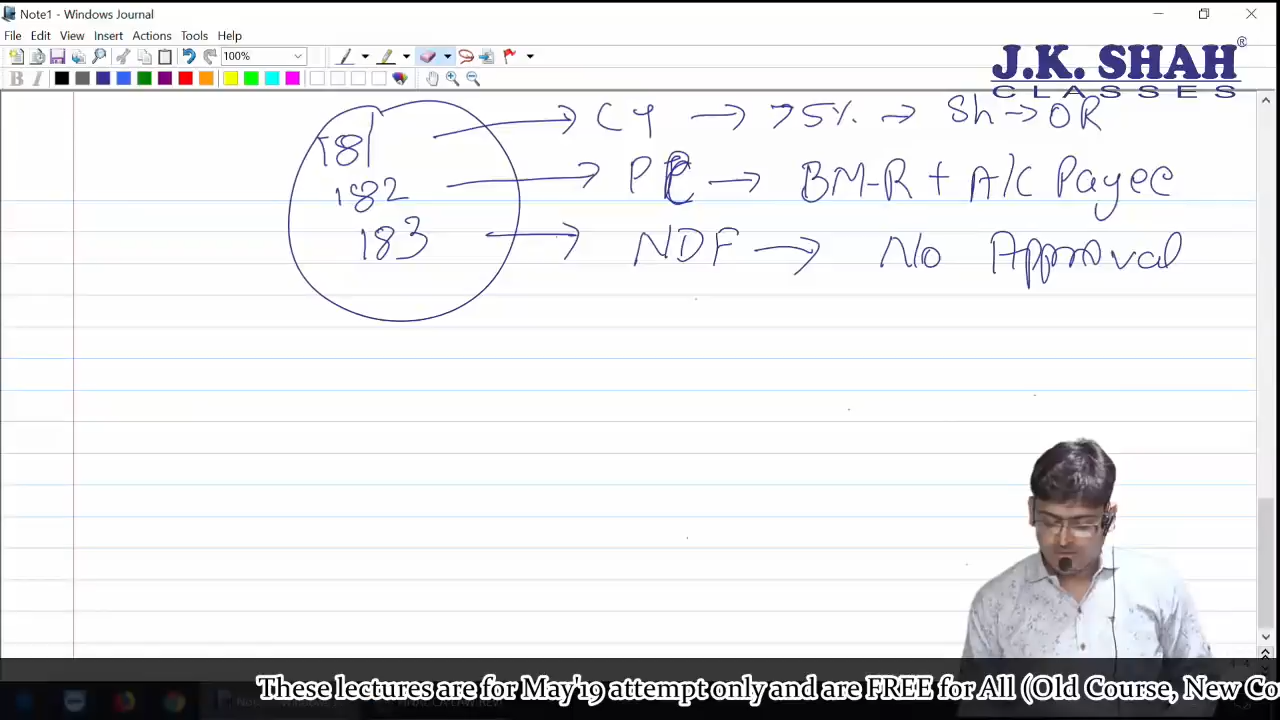 Note1 - Windows Journal
File Edit View Insert Actions Tools Help
100%
B I
J.K. SHAH®
CLASSES
181 → C4 → 75% → Sh → OR
182 → PC → BM-R + A/C Payee
183 → NDF → No Approval
These lectures are for May'19 attempt only and are FREE for All (Old Course, New Co